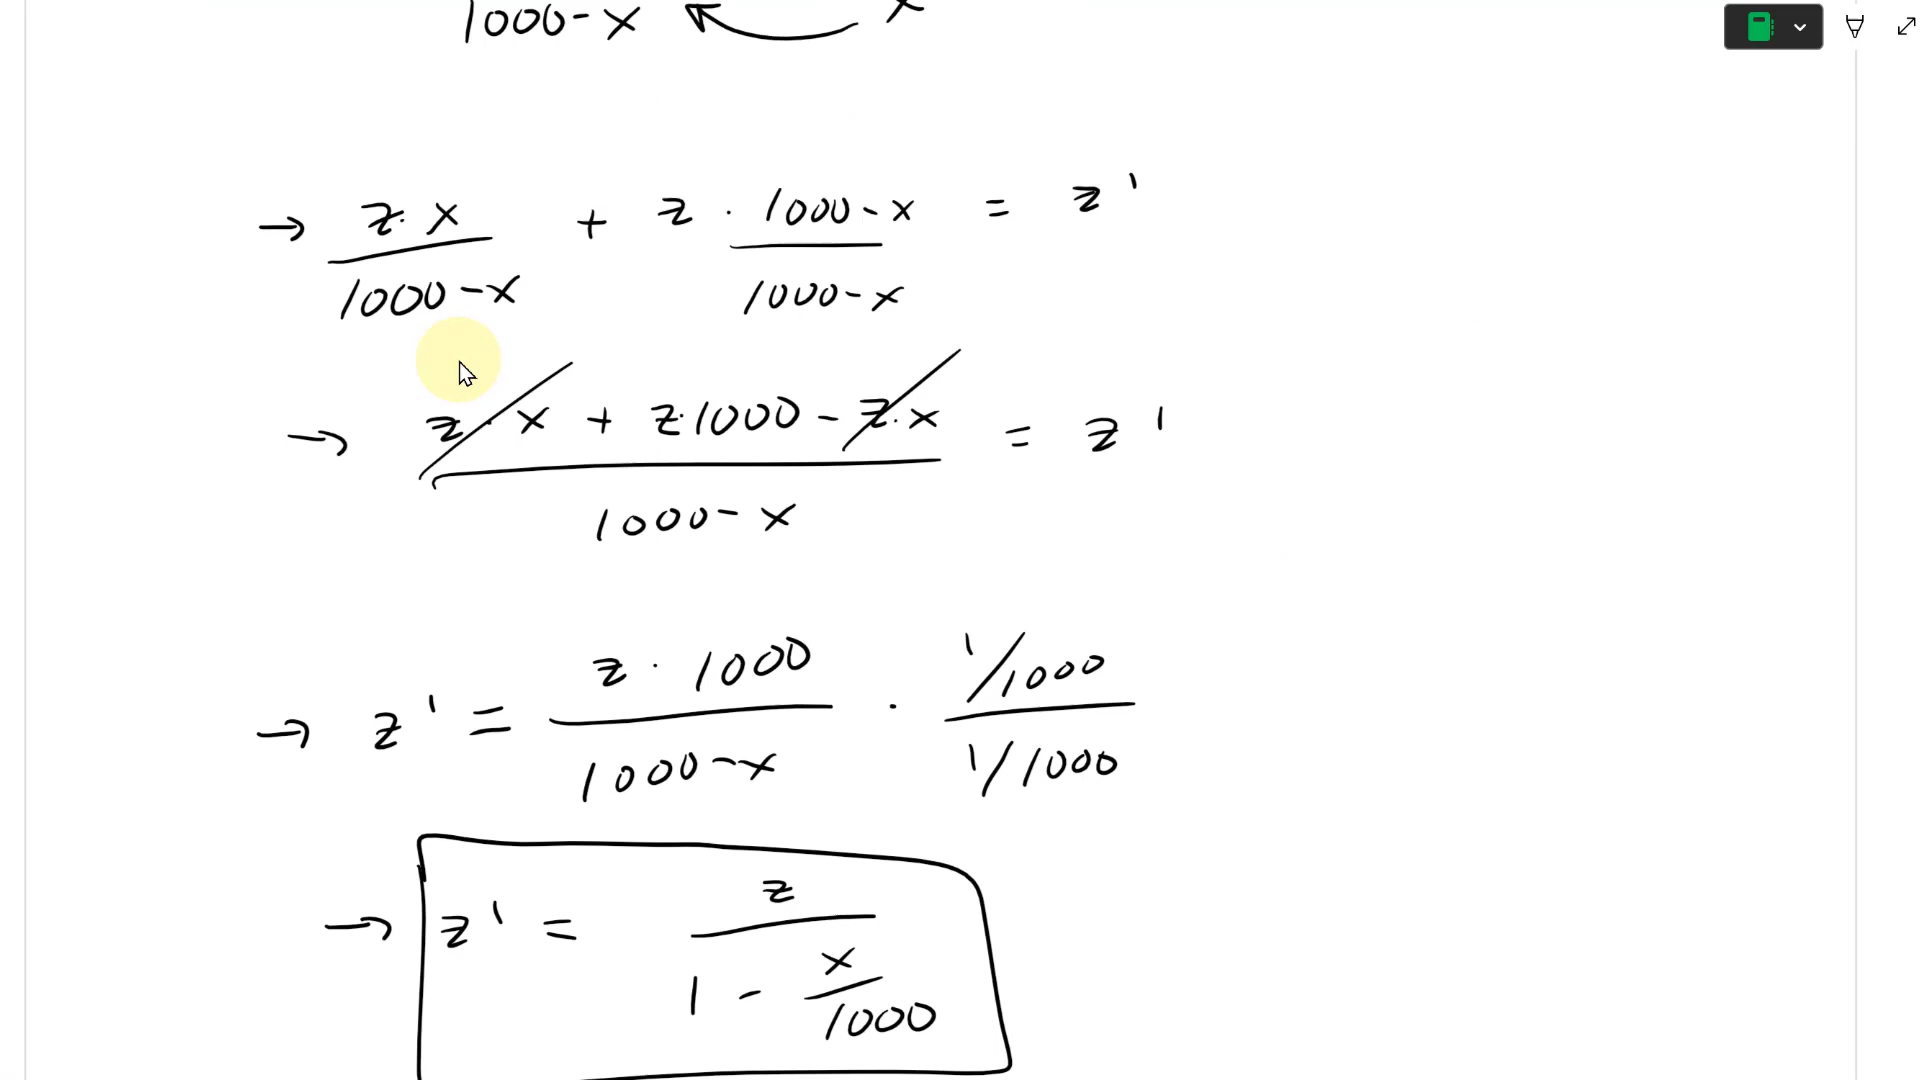 1000-x x
→ z·x/1000-x + z · 1000-x/1000-x = z'
→ z·x + z·1000 - z·x/1000-x = z'
→ z' = z · 1000/1000-x · 1/1000/1/1000
→ z' = z/1 - x/1000